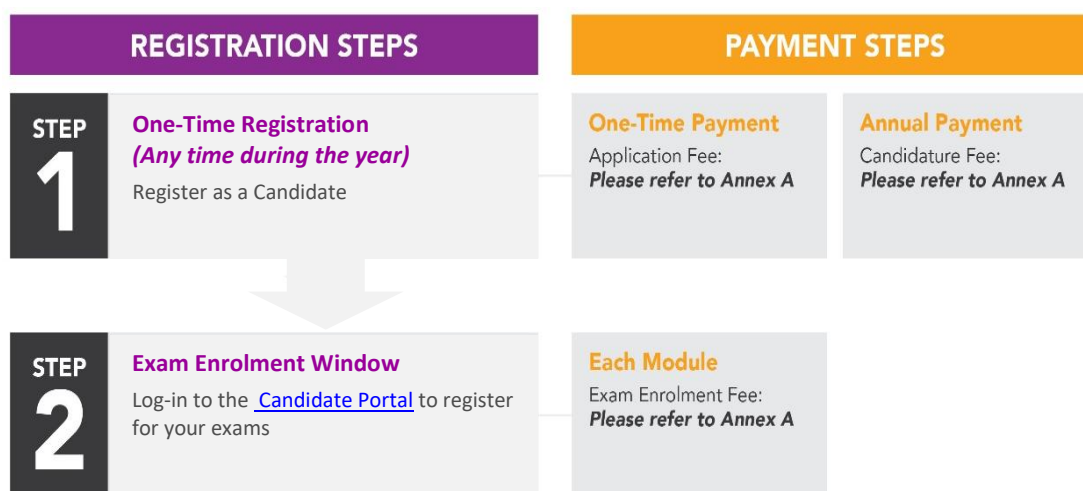 REGISTRATION STEPS
PAYMENT STEPS
STEP
1
One-Time Registration
(Any time during the year)
Register as a Candidate
One-Time Payment
Application Fee:
Please refer to Annex A
Annual Payment
Candidature Fee:
Please refer to Annex A
STEP
2
Exam Enrolment Window
Log-in to the Candidate Portal to register
for your exams
Each Module
Exam Enrolment Fee:
Please refer to Annex A